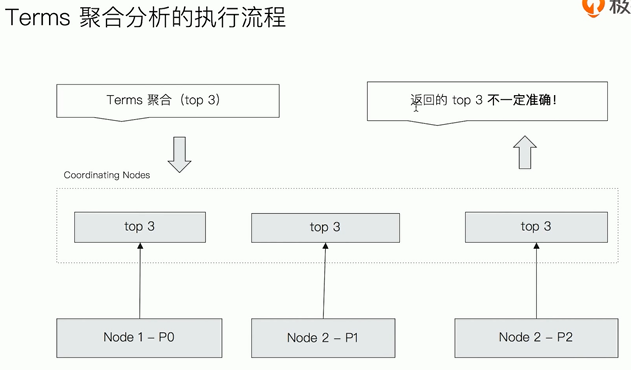 Terms 聚合分析的执行流程
极
Terms 聚合（top 3）
返回的 top 3 不一定准确！
Coordinating Nodes
top 3
top 3
top 3
Node 1 – P0
Node 2 – P1
Node 2 – P2